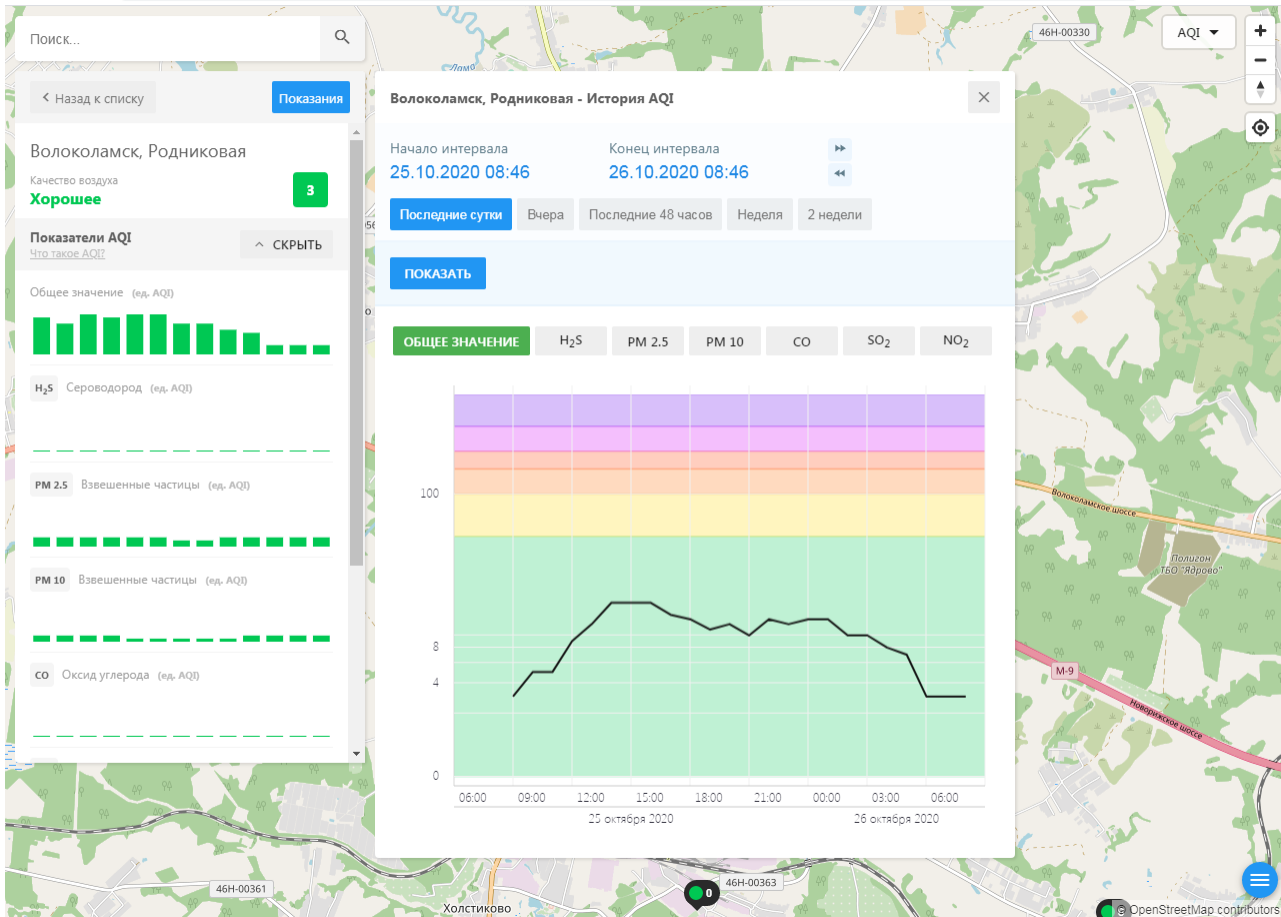 Поиск...
46Н-00330
AQI
Лама
Назад к списку
Показания
Волоколамск, Родниковая
Качество воздуха
Хорошее
3
Показатели AQI
Что такое AQI?
СКРЫТЬ
Общее значение (ед. AQI)
H₂S Сероводород (ед. AQI)
PM 2.5 Взвешенные частицы (ед. AQI)
PM 10 Взвешенные частицы (ед. AQI)
CO Оксид углерода (ед. AQI)
Волоколамск, Родниковая - История AQI
Начало интервала
25.10.2020 08:46
Конец интервала
26.10.2020 08:46
Последние сутки
Вчера
Последние 48 часов
Неделя
2 недели
ПОКАЗАТЬ
ОБЩЕЕ ЗНАЧЕНИЕ
H₂S
PM 2.5
PM 10
CO
SO₂
NO₂
100
8
4
0
06:00 09:00 12:00 15:00 18:00 21:00 00:00 03:00 06:00
25 октября 2020 26 октября 2020
Волоколамское шоссе
Полигон
ТБО "Ядрово"
М-9
Новорижское шоссе
46Н-00361
46Н-00363
0
Холстиково
© OpenStreetMap contributors